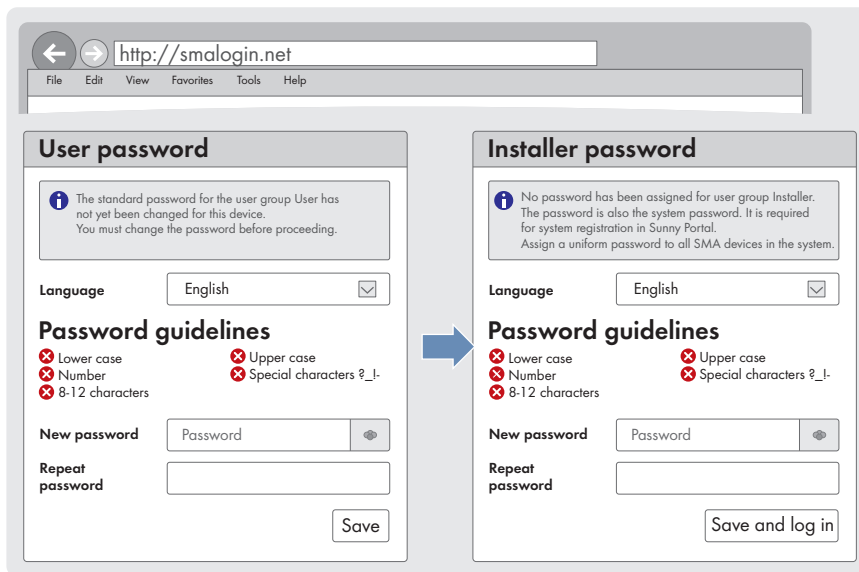 http://smalogin.net
File Edit View Favorites Tools Help
User password
The standard password for the user group User has
not yet been changed for this device.
You must change the password before proceeding.
Language English
Password guidelines
Lower case Upper case
Number Special characters ?_!-
8-12 characters
New password Password
Repeat
password
Save
Installer password
No password has been assigned for user group Installer.
The password is also the system password. It is required
for system registration in Sunny Portal.
Assign a uniform password to all SMA devices in the system.
Language English
Password guidelines
Lower case Upper case
Number Special characters ?_!-
8-12 characters
New password Password
Repeat
password
Save and log in